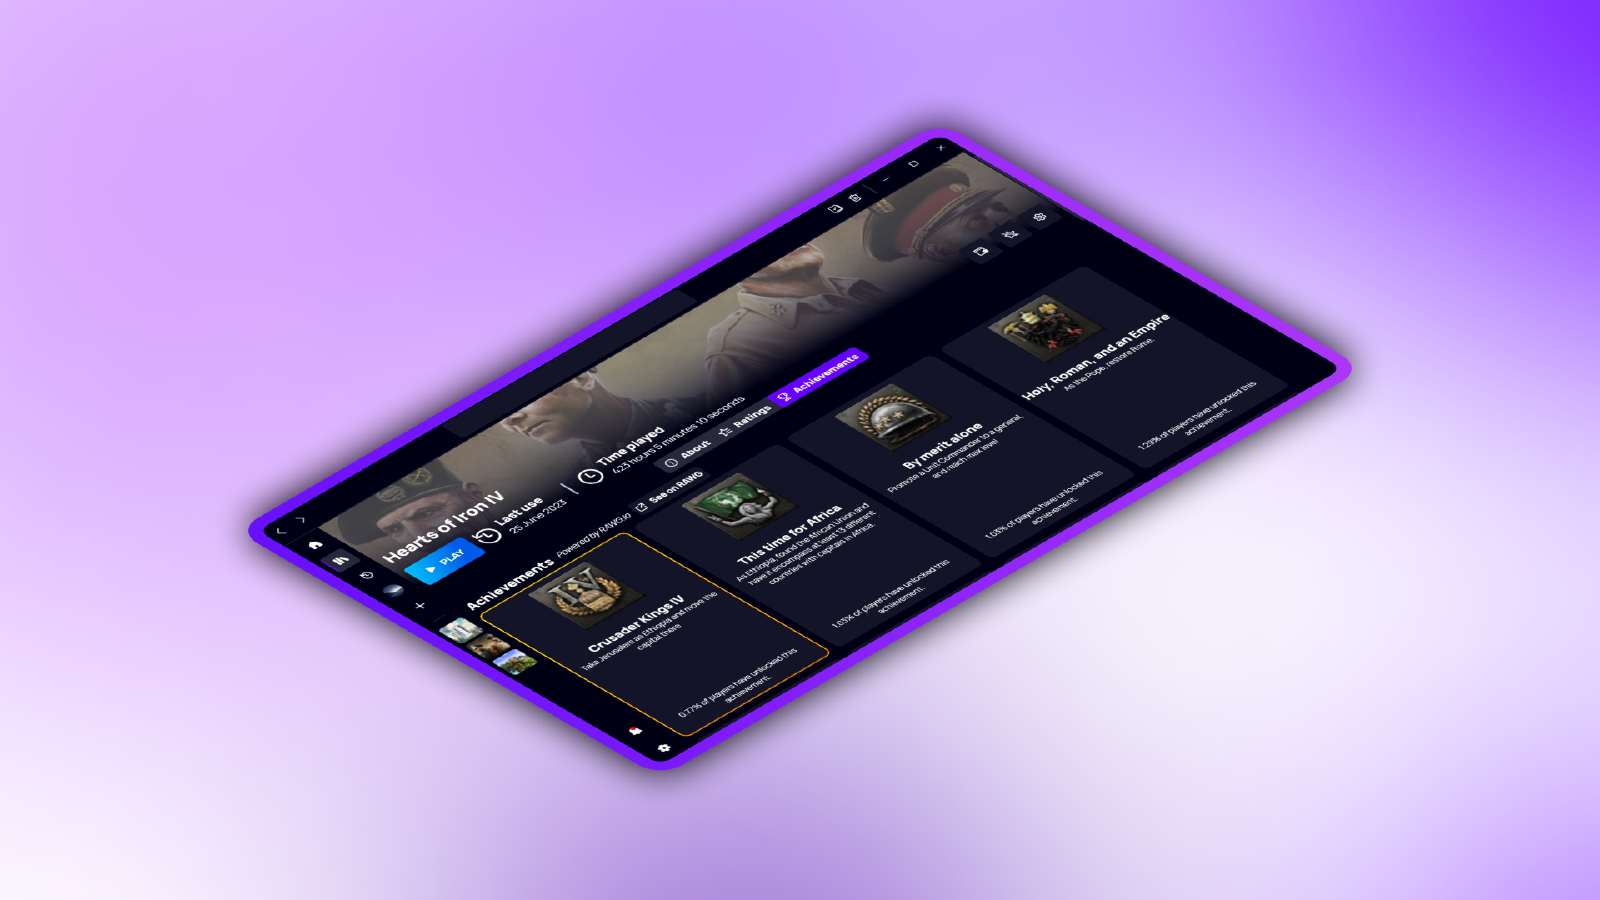 Hearts of Iron IV
PLAY
Last use
25 June 2023
Time played
423 hours 5 minutes 10 seconds
About
Ratings
Achievements
Achievements
Powered by RAWG.io
See on RAWG
Crusader Kings IV
Take Jerusalem as Ethiopia and move the
capital there
0.77% of players have unlocked this
achievement.
This time for Africa
As Ethiopia, found the African Union and
have it encompass at least 13 different
countries with capitals in Africa.
1.03% of players have unlocked this
achievement.
By merit alone
Promote a Unit Commander to a general,
and reach max level
1.03% of players have unlocked this
achievement.
Holy, Roman, and an Empire
As the Pope, restore Rome.
1.29% of players have unlocked this
achievement.